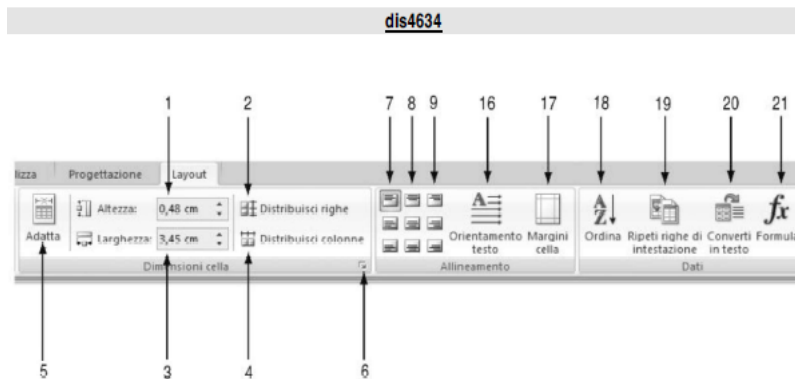 dis4634
1 2 7 8 9 16 17 18 19 20 21
lizza Progettazione Layout
Altezza: 0,48 cm Distribuisci righe
Adatta Larghezza: 3,45 cm Distribuisci colonne
Orientamento testo
Margini cella
A
Z
Ordina
Ripeti righe di intestazione
Converti in testo
fx
Formula
Dimensioni cella Allineamento Dati
5 3 4 6